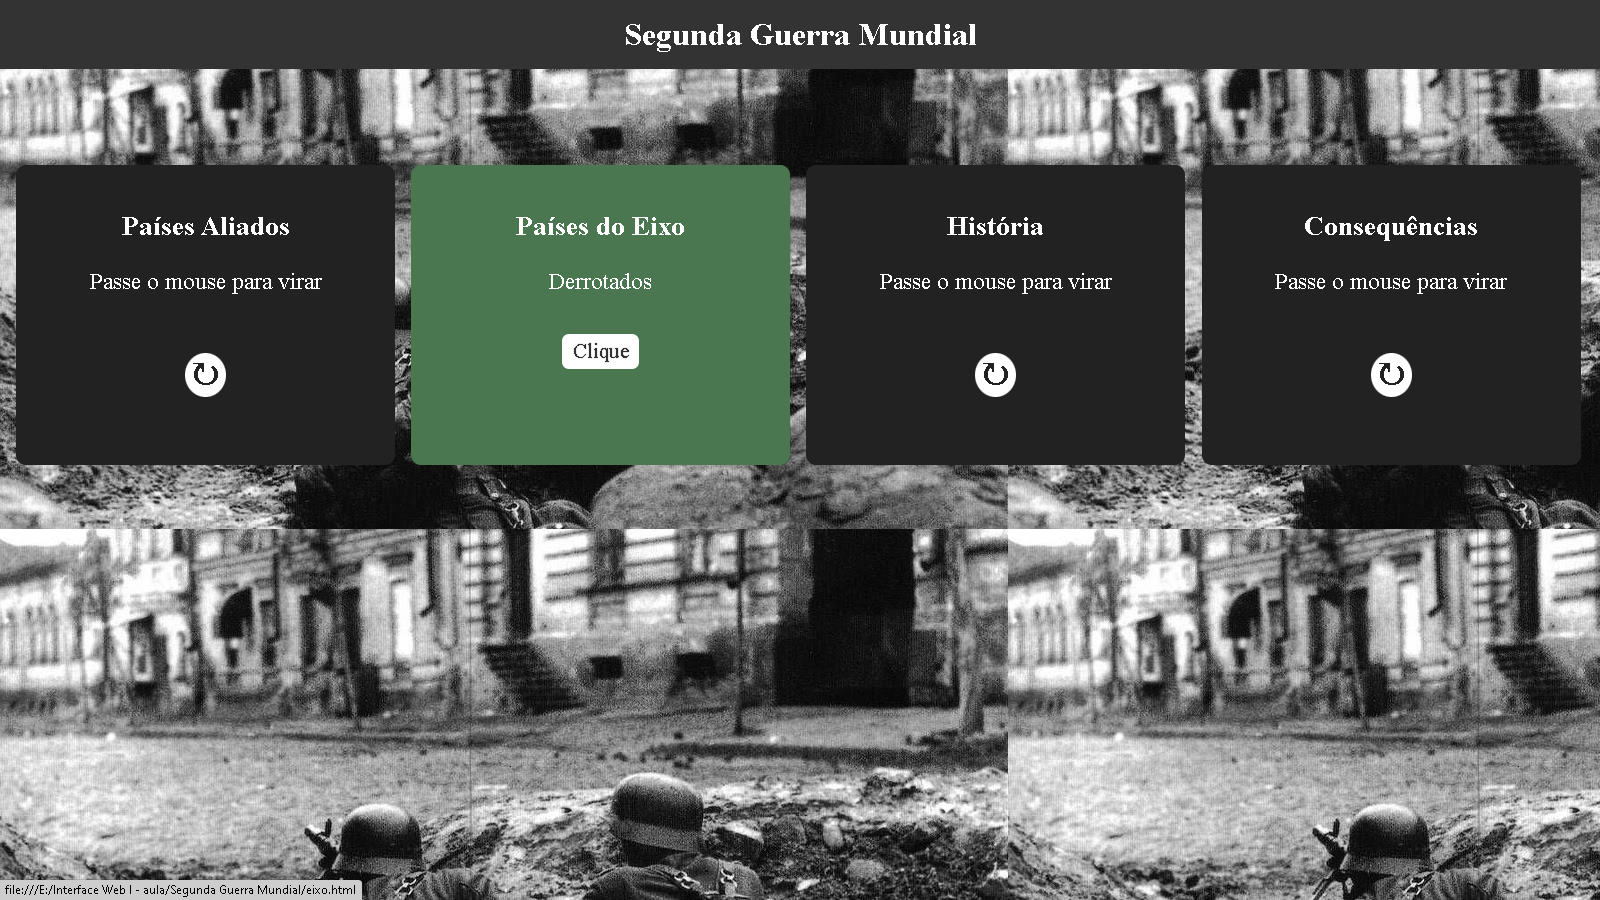 Segunda Guerra Mundial
Países Aliados
Passe o mouse para virar
↻
Países do Eixo
Derrotados
Clique
História
Passe o mouse para virar
↻
Consequências
Passe o mouse para virar
↻
file:///E:/Interface Web I - aula/Segunda Guerra Mundial/eixo.html